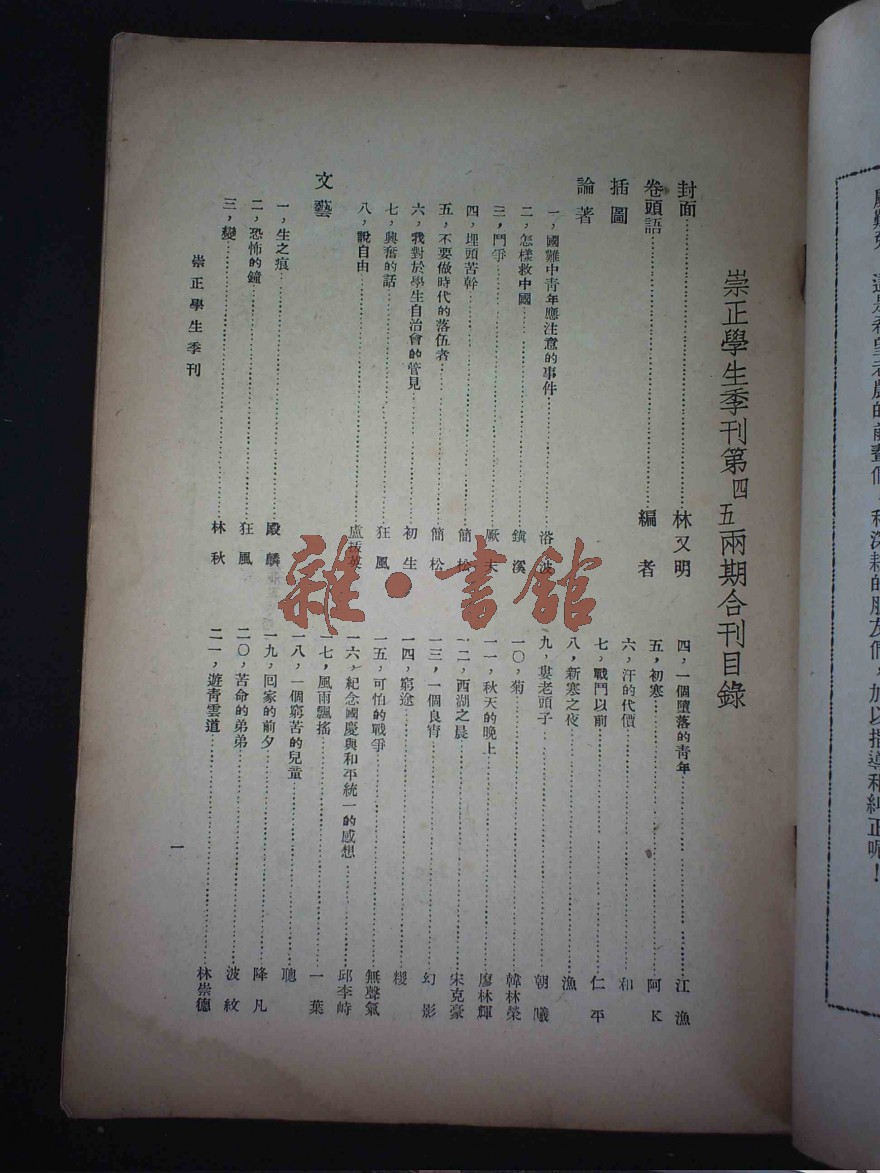 崇正學生季刊第四五兩期合刊目錄
封面……林又明
卷頭語……編者
插圖
論著
一，國難中青年應注意的事件……洛波
二，怎樣救中國……鎮溪
三，鬥爭……厥夫
四，埋頭苦幹……簡松
五，不要做時代的落伍者……簡松
六，我對於學生自治會的管見……初生
七，興奮的話……狂風
八，說自由……盧振英
文藝
一，生之痕……殿麟
二，恐怖的鐘……狂風
三，變……林秋
四，一個墮落的青年……江漁
五，初寒……阿K
六，汗的代價……和
七，戰鬥以前……仁平
八，新寒之夜……漁
九，婁老頭子……朝曦
一〇，菊……韓林榮
一一，秋天的晚上……廖林輝
一二，西湖之晨……宋克豪
一三，一個良宵……幻影
一四，窮途……稷
一五，可怕的戰爭……無聲氣
一六，紀念國慶與和平統一的感想……邱李峙
一七，風雨飄搖……一葉
一八，一個窮苦的兒童……聰
一九，回家的前夕……降凡
二〇，苦命的弟弟……波紋
二一，遊青雲道……林崇德
崇正學生季刊
一
雜·書館